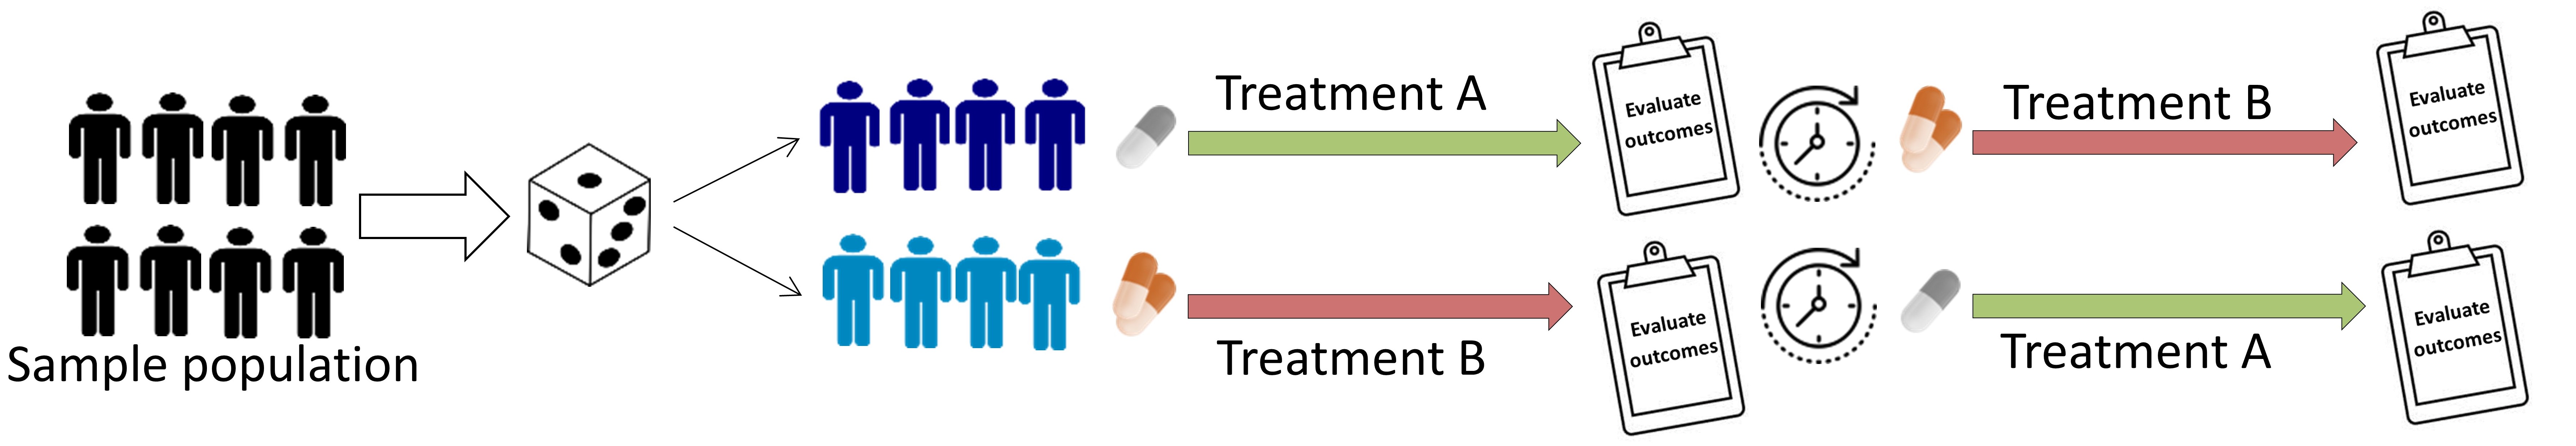 Sample population
Treatment A
Evaluate
outcomes
Treatment B
Evaluate
outcomes
Treatment B
Evaluate
outcomes
Treatment A
Evaluate
outcomes